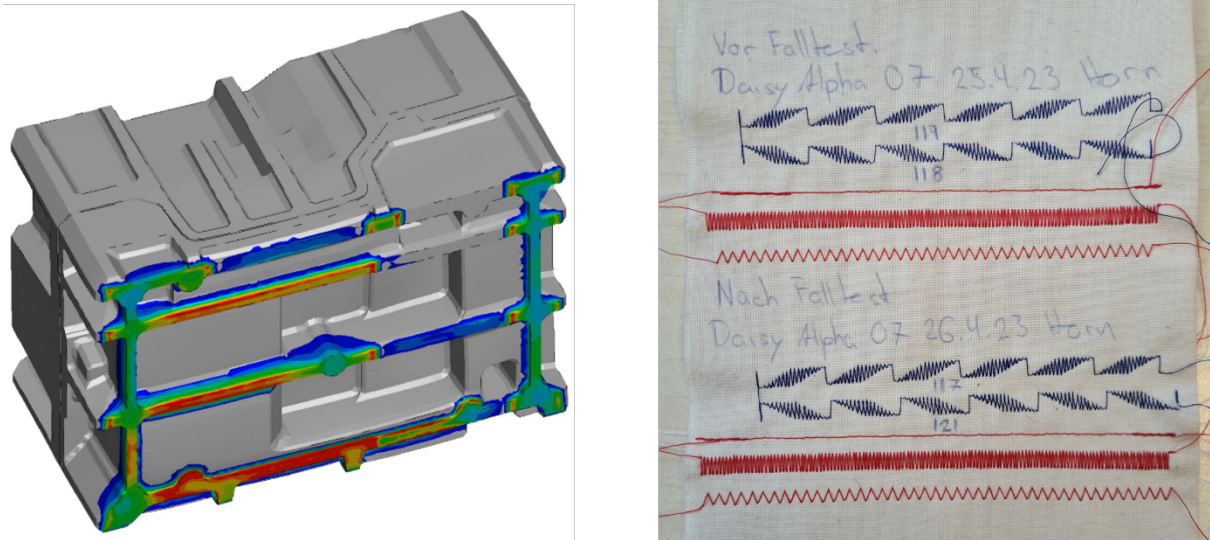 Vor Falltest.
Daisy Alpha 07 25.4.23 Horn
119
118
Nach Falltest
Daisy Alpha 07 26.4.23 Horn
117
121